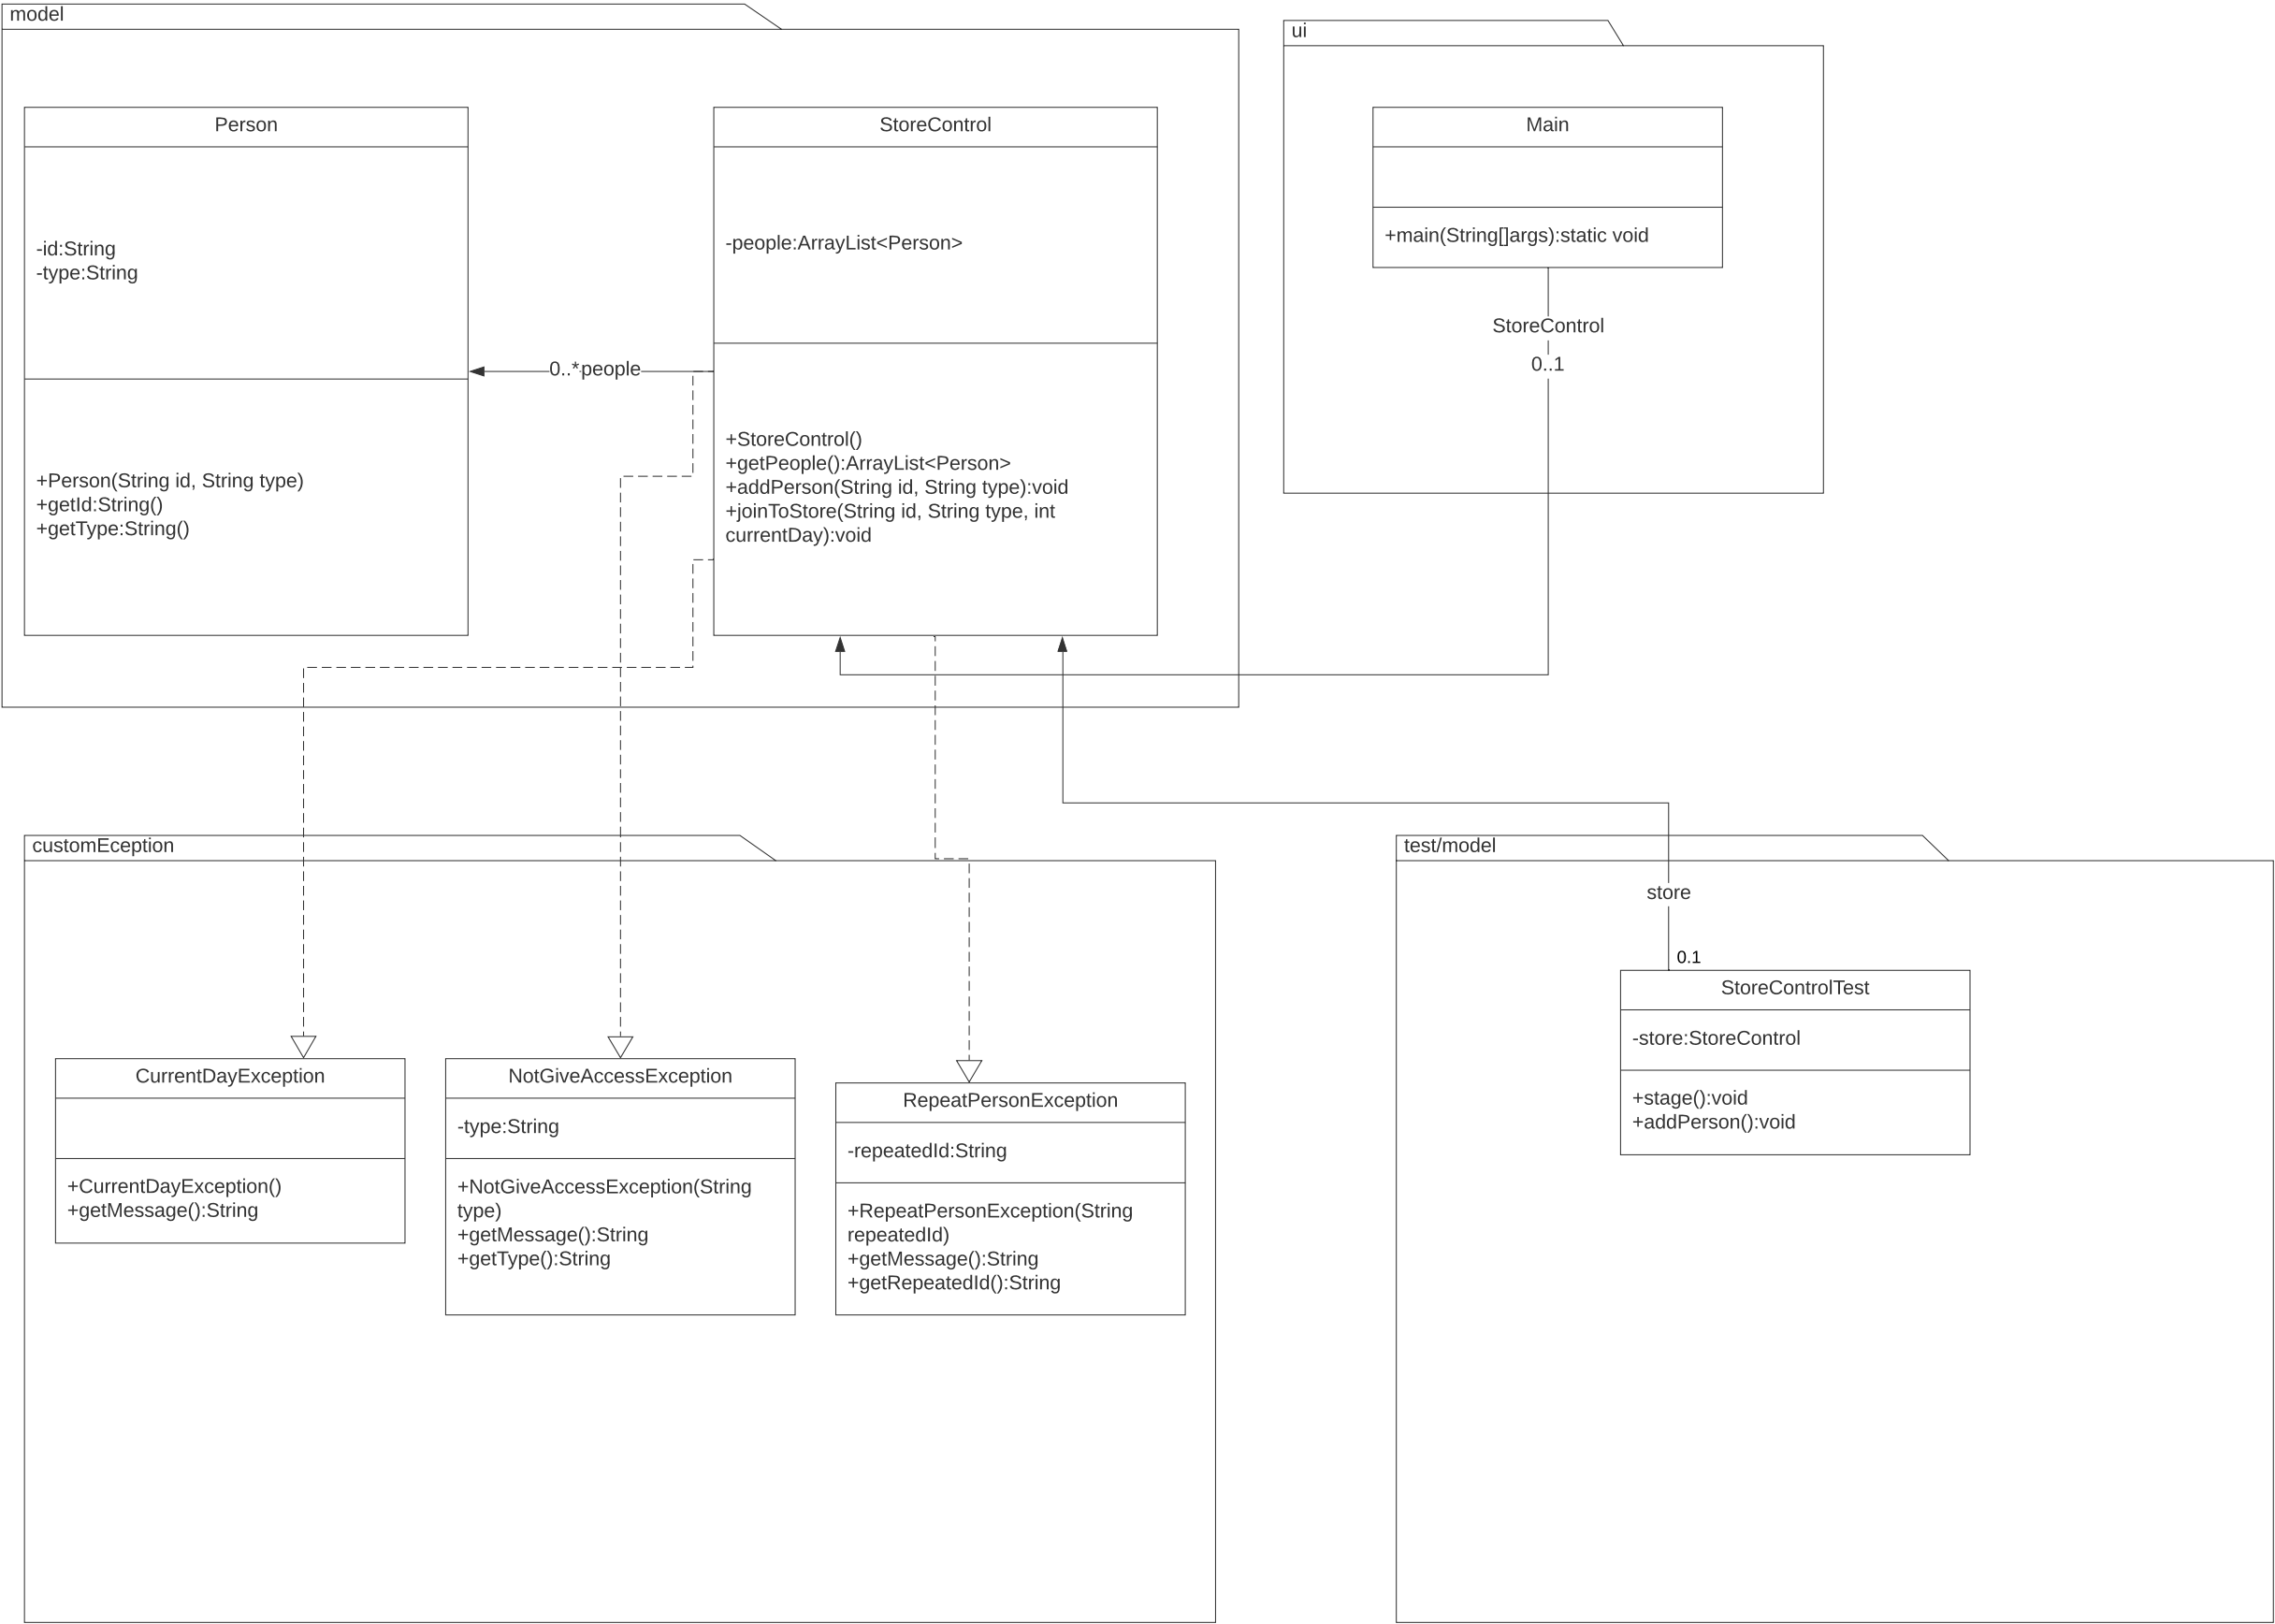 model
Person
-id:String
-type:String
+Person(String id, String type)
+getId:String()
+getType:String()
0..*people
StoreControl
-people:ArrayList<Person>
+StoreControl()
+getPeople():ArrayList<Person>
+addPerson(String id, String type):void
+joinToStore(String id, String type, int
currentDay):void
ui
Main
+main(String[]args):static void
StoreControl
0..1
customEception
CurrentDayException
+CurrentDayException()
+getMessage():String
NotGiveAccessException
-type:String
+NotGiveAccessException(String
type)
+getMessage():String
+getType():String
RepeatPersonException
-repeatedId:String
+RepeatPersonException(String
repeatedId)
+getMessage():String
+getRepeatedId():String
test/model
store
0.1
StoreControlTest
-store:StoreControl
+stage():void
+addPerson():void